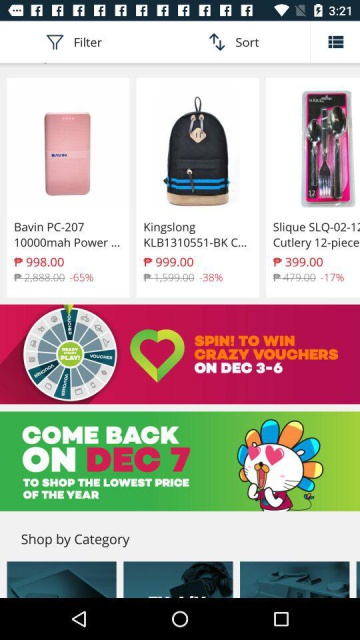 3:21
Filter
Sort
BAVIN
Bavin PC-207
10000mah Power ...
₱ 998.00
₱ 2,888.00 -65%
Kingslong
KLB1310551-BK C...
₱ 999.00
₱ 1,599.00 -38%
12
Slique SLQ-02-12
Cutlery 12-piece
₱ 399.00
₱ 479.00 -17%
VOUCHER
READY
PLAY!
SPIN! TO WIN
CRAZY VOUCHERS
ON DEC 3-6
COME BACK
ON DEC 7
TO SHOP THE LOWEST PRICE
OF THE YEAR
Shop by Category